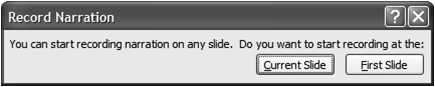 Record Narration
You can start recording narration on any slide.  Do you want to start recording at the:
Current Slide First Slide